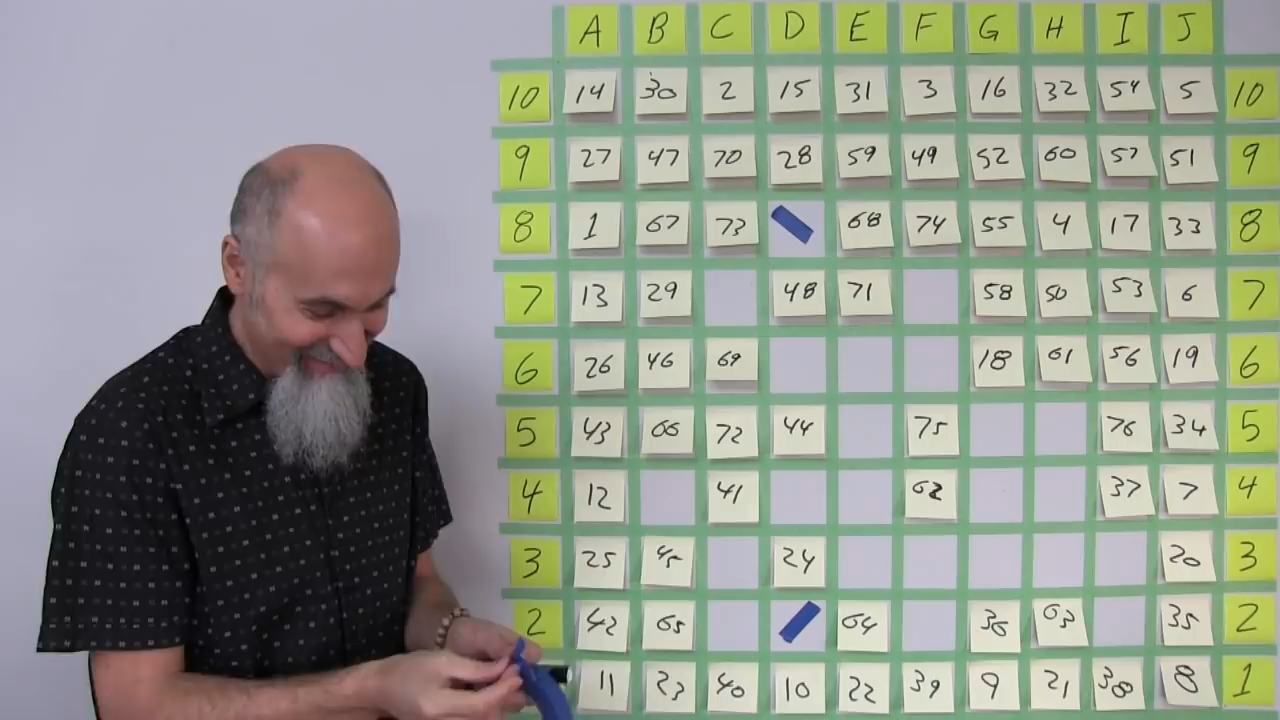 A B C D E F G H I J
10 14 30 2 15 31 3 16 32 54 5 10
9 27 47 70 28 59 49 52 60 57 51 9
8 1 67 73 68 74 55 4 17 33 8
7 13 29 48 71 58 50 53 6 7
6 26 46 69 18 61 56 19 6
5 43 66 72 44 75 76 34 5
4 12 41 62 37 7 4
3 25 45 24 20 3
2 42 65 64 36 63 35 2
11 23 40 10 22 39 9 21 38 8 1